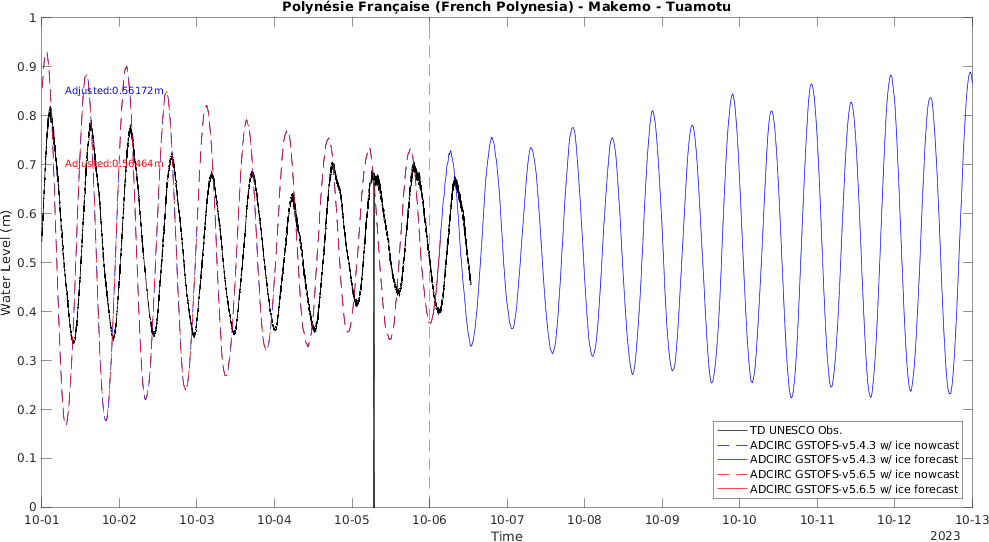 Polynésie Française (French Polynesia) - Makemo - Tuamotu
1
0.9
0.8
0.7
0.6
0.5
0.4
0.3
0.2
0.1
0
Water Level (m)
Adjusted:0.56172m
Adjusted:0.56464m
TD UNESCO Obs.
ADCIRC GSTOFS-v5.4.3 w/ ice nowcast
ADCIRC GSTOFS-v5.4.3 w/ ice forecast
ADCIRC GSTOFS-v5.6.5 w/ ice nowcast
ADCIRC GSTOFS-v5.6.5 w/ ice forecast
10-01 10-02 10-03 10-04 10-05 10-06 10-07 10-08 10-09 10-10 10-11 10-12 10-13
Time
2023